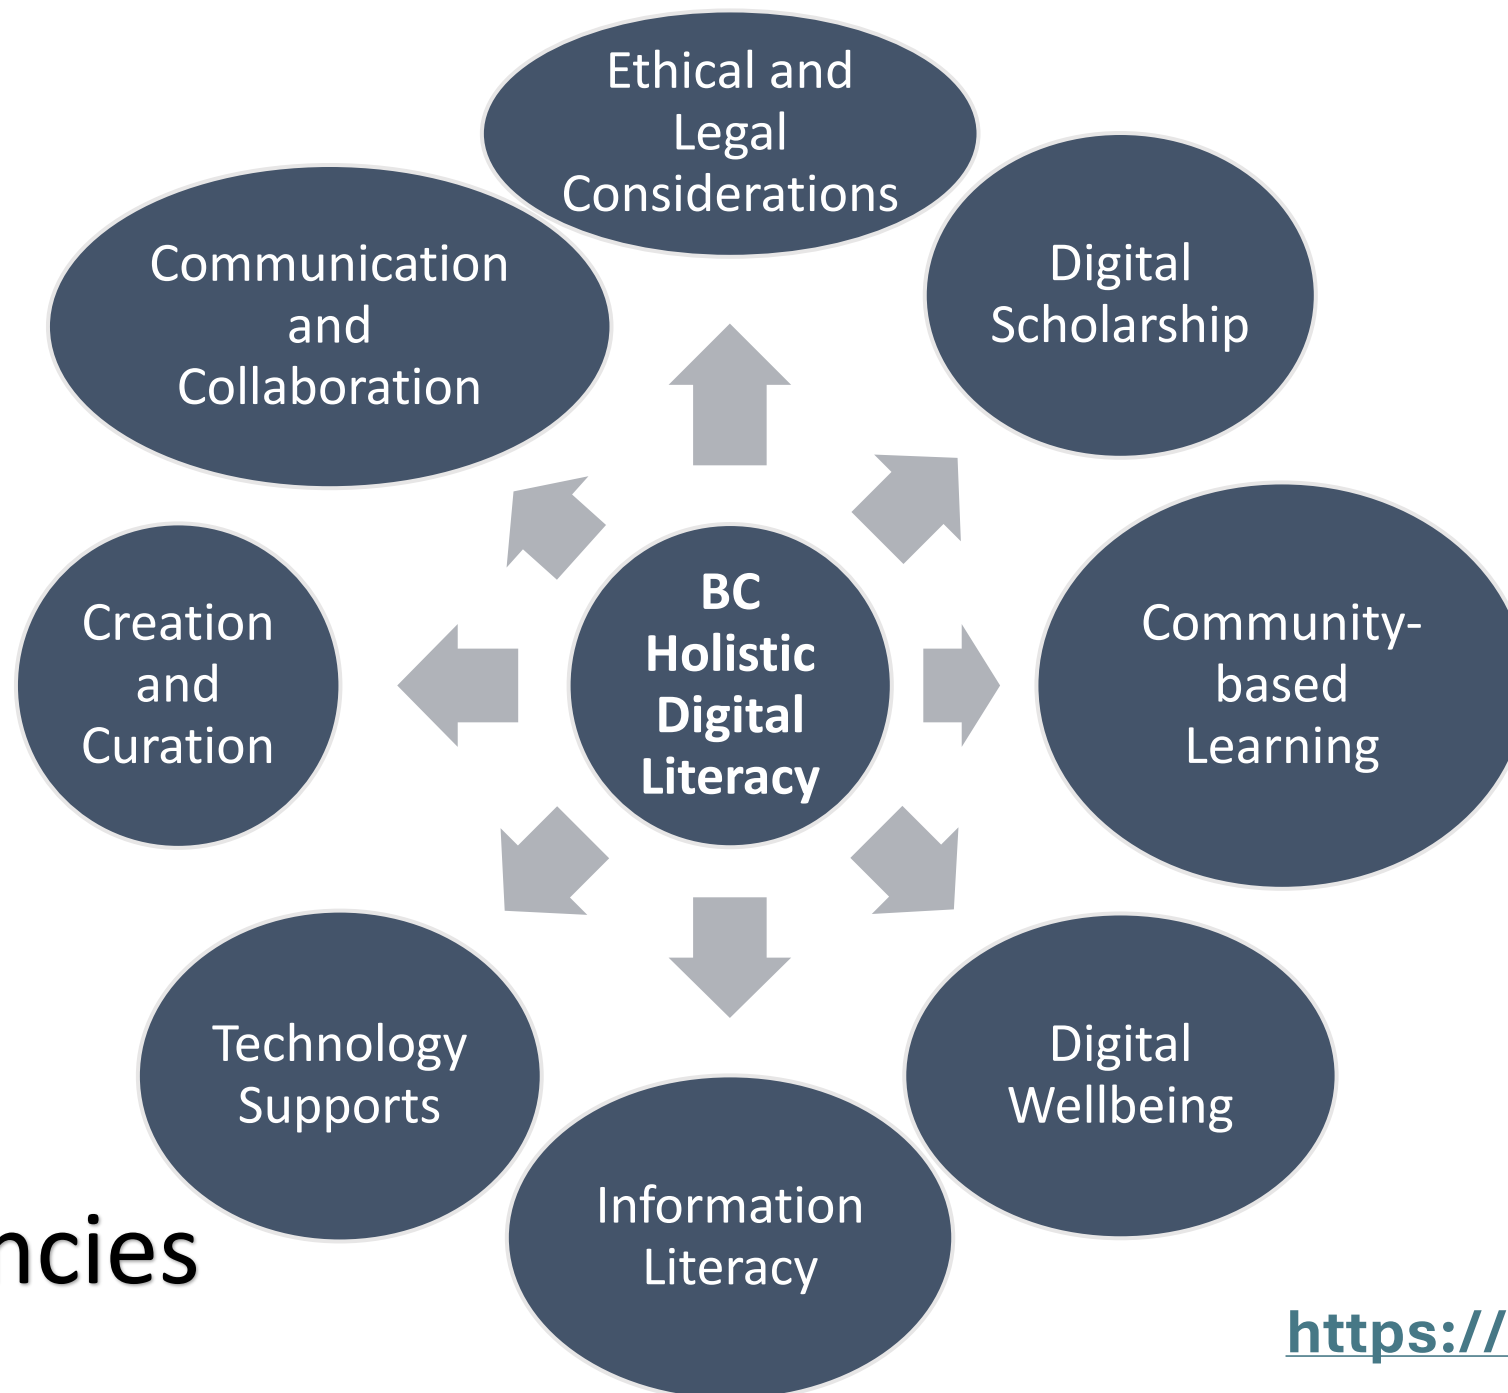 Ethical and
Legal
Considerations
Digital
Scholarship
Community-
based
Learning
Digital
Wellbeing
Information
Literacy
Technology
Supports
Creation
and
Curation
Communication
and
Collaboration
BC
Holistic
Digital
Literacy
ncies
https://